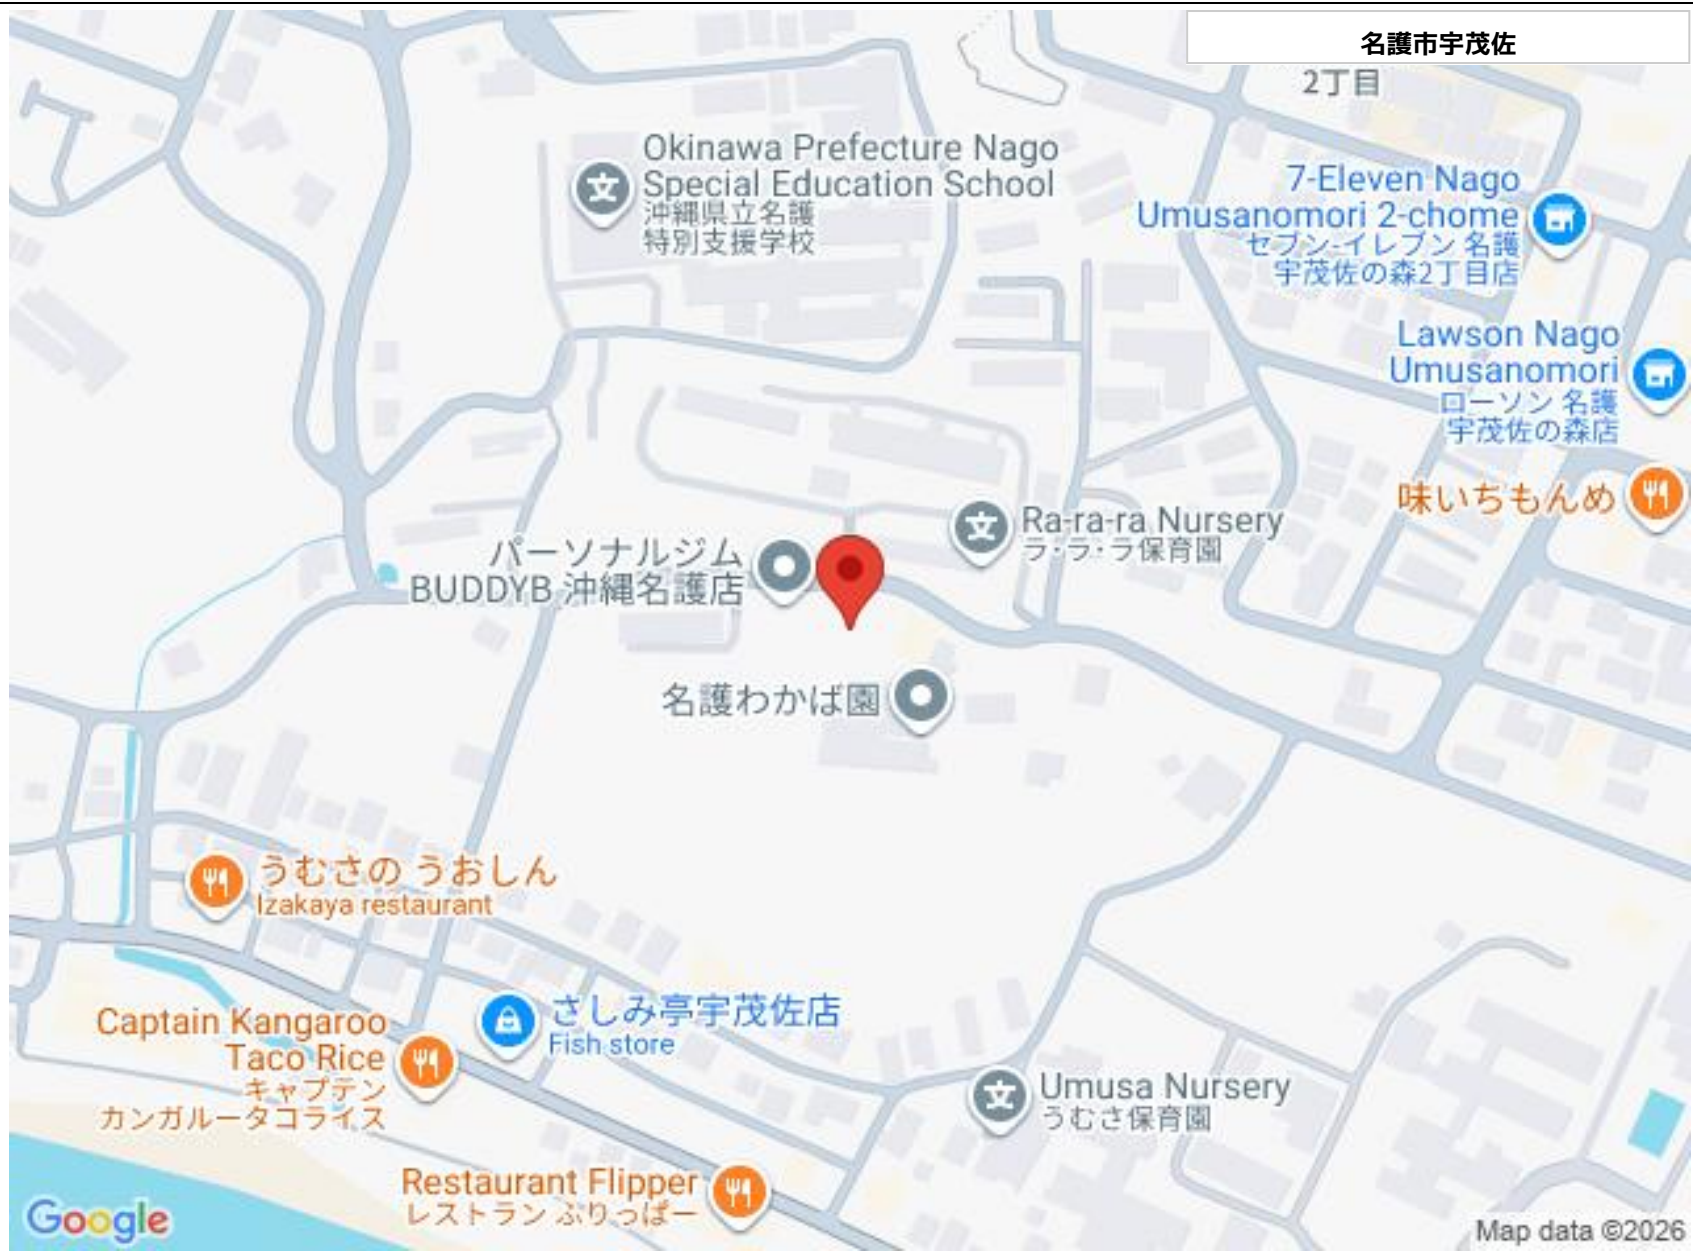 名護市宇茂佐
2丁目
Okinawa Prefecture Nago
Special Education School
沖縄県立名護
特別支援学校
7-Eleven Nago
Umusanomori 2-chome
セブン-イレブン 名護
宇茂佐の森2丁目店
Lawson Nago
Umusanomori
ローソン 名護
宇茂佐の森店
味いちもんめ
Ra-ra-ra Nursery
ラ・ラ・ラ保育園
パーソナルジム
BUDDYB 沖縄名護店
名護わかば園
うむさの うおしん
Izakaya restaurant
さしみ亭宇茂佐店
Fish store
Captain Kangaroo
Taco Rice
キャプテン
カンガルータコライス
Umusa Nursery
うむさ保育園
Restaurant Flipper
レストラン ふりっぱー
Google
Map data ©2026